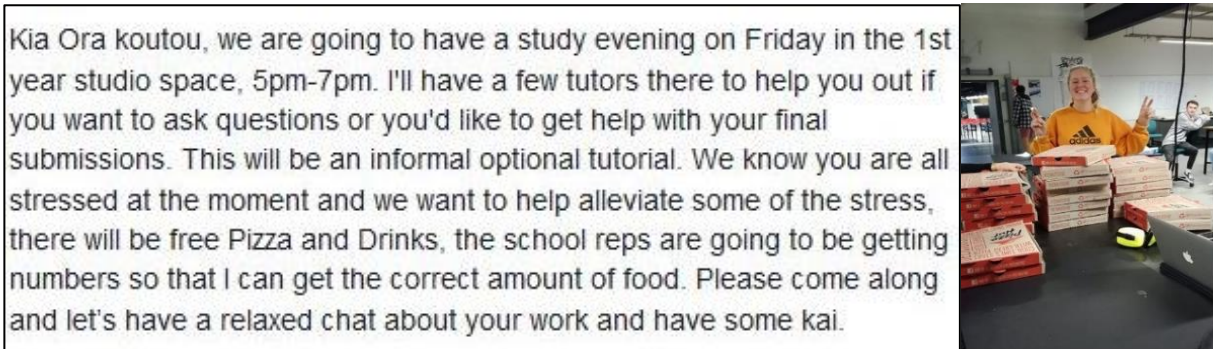 Kia Ora koutou, we are going to have a study evening on Friday in the 1st
year studio space, 5pm-7pm. I'll have a few tutors there to help you out if
you want to ask questions or you'd like to get help with your final
submissions. This will be an informal optional tutorial. We know you are all
stressed at the moment and we want to help alleviate some of the stress,
there will be free Pizza and Drinks, the school reps are going to be getting
numbers so that I can get the correct amount of food. Please come along
and let's have a relaxed chat about your work and have some kai.
adidas